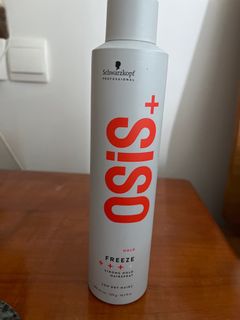 Schwarzkopf
PROFESSIONAL
OSiS+
HOLD
FREEZE
+++
STRONG HOLD
HAIRSPRAY